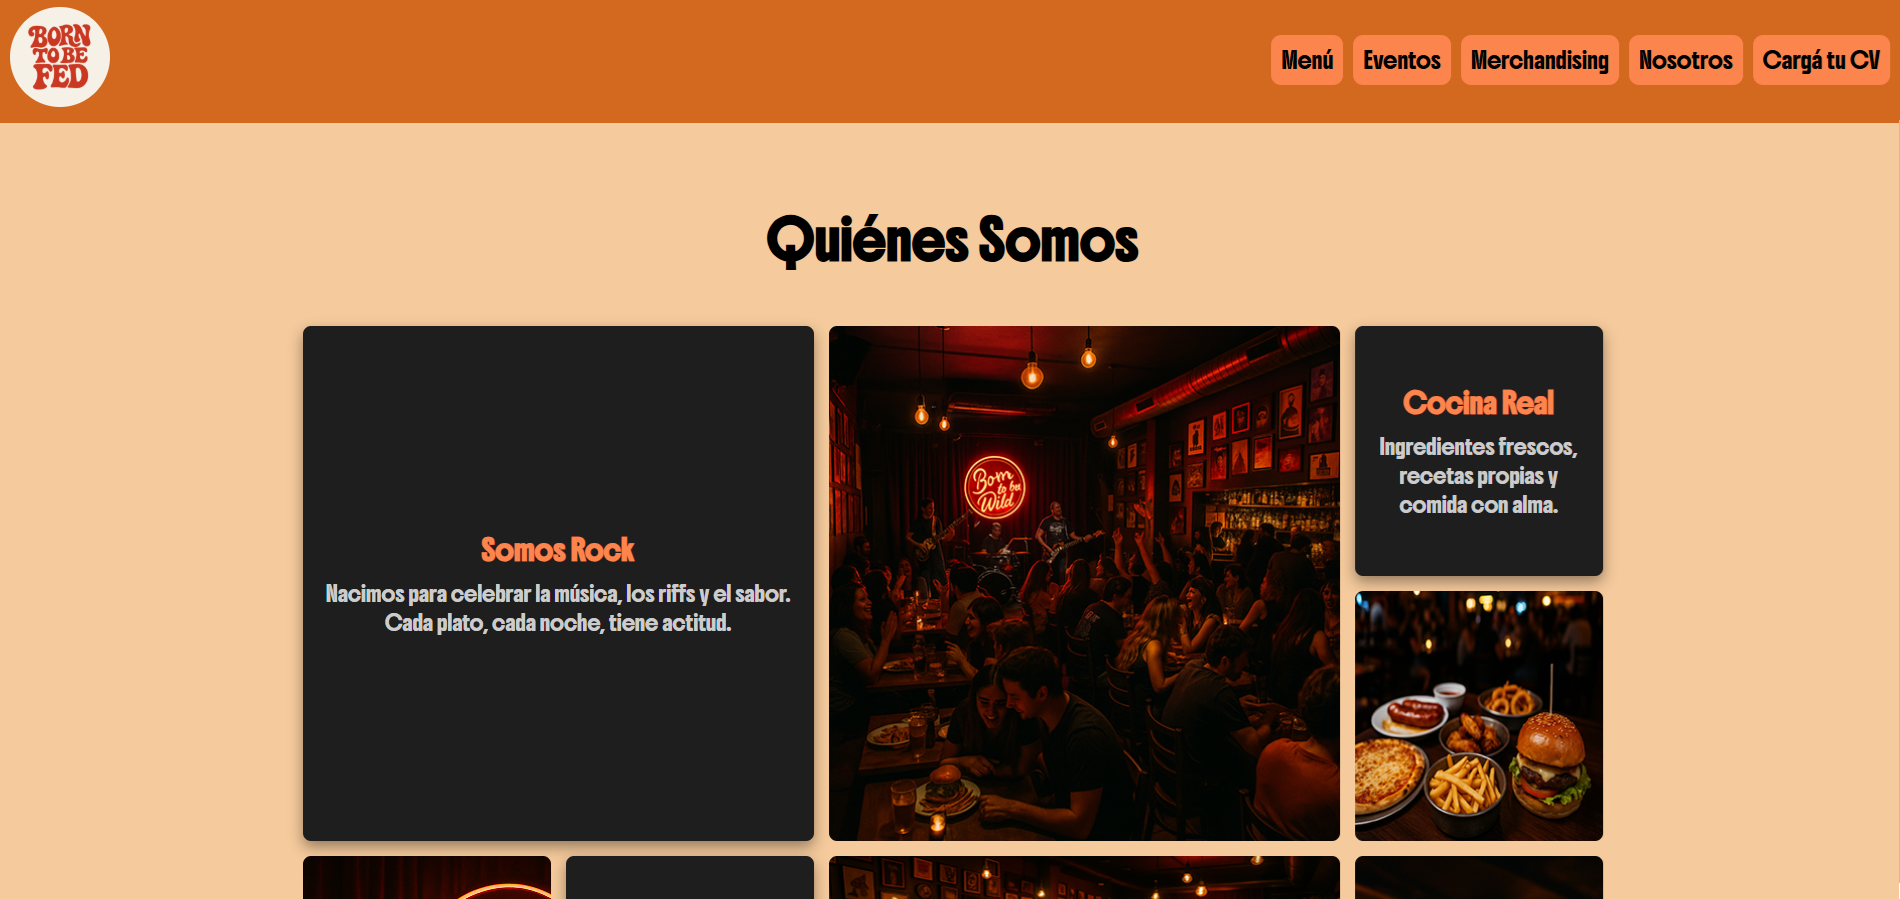 BORN
TO BE
FED
Menú
Eventos
Merchandising
Nosotros
Cargá tu CV
Quiénes Somos
Somos Rock
Nacimos para celebrar la música, los riffs y el sabor.
Cada plato, cada noche, tiene actitud.
Born
to be
Wild
Cocina Real
Ingredientes frescos,
recetas propias y
comida con alma.